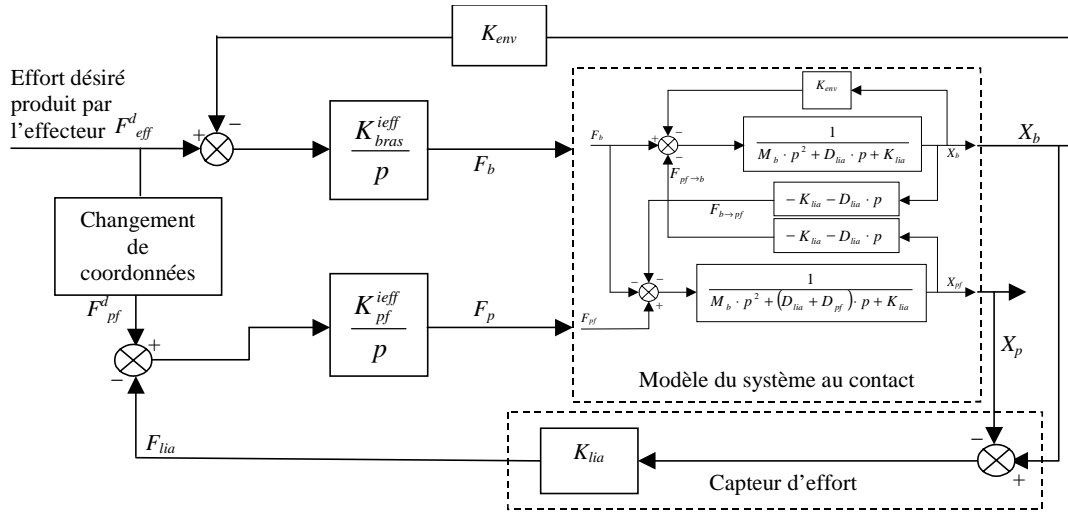 K_env
Effort désiré
produit par
l'effecteur F^d_eff
+
−
K^ieff_bras
p
F_b
K_env
F_b
+
−
−
1
M_b · p² + D_lia · p + K_lia
X_b
X_b
F_pf→b
− K_lia − D_lia · p
F_b→pf
− K_lia − D_lia · p
Changement
de
coordonnées
F^d_pf
+
−
K^ieff_pf
p
F_p
F_pf
−
−
+
1
M_b · p² + (D_lia + D_pf) · p + K_lia
X_pf
X_p
Modèle du système au contact
F_lia
K_lia
−
+
Capteur d'effort